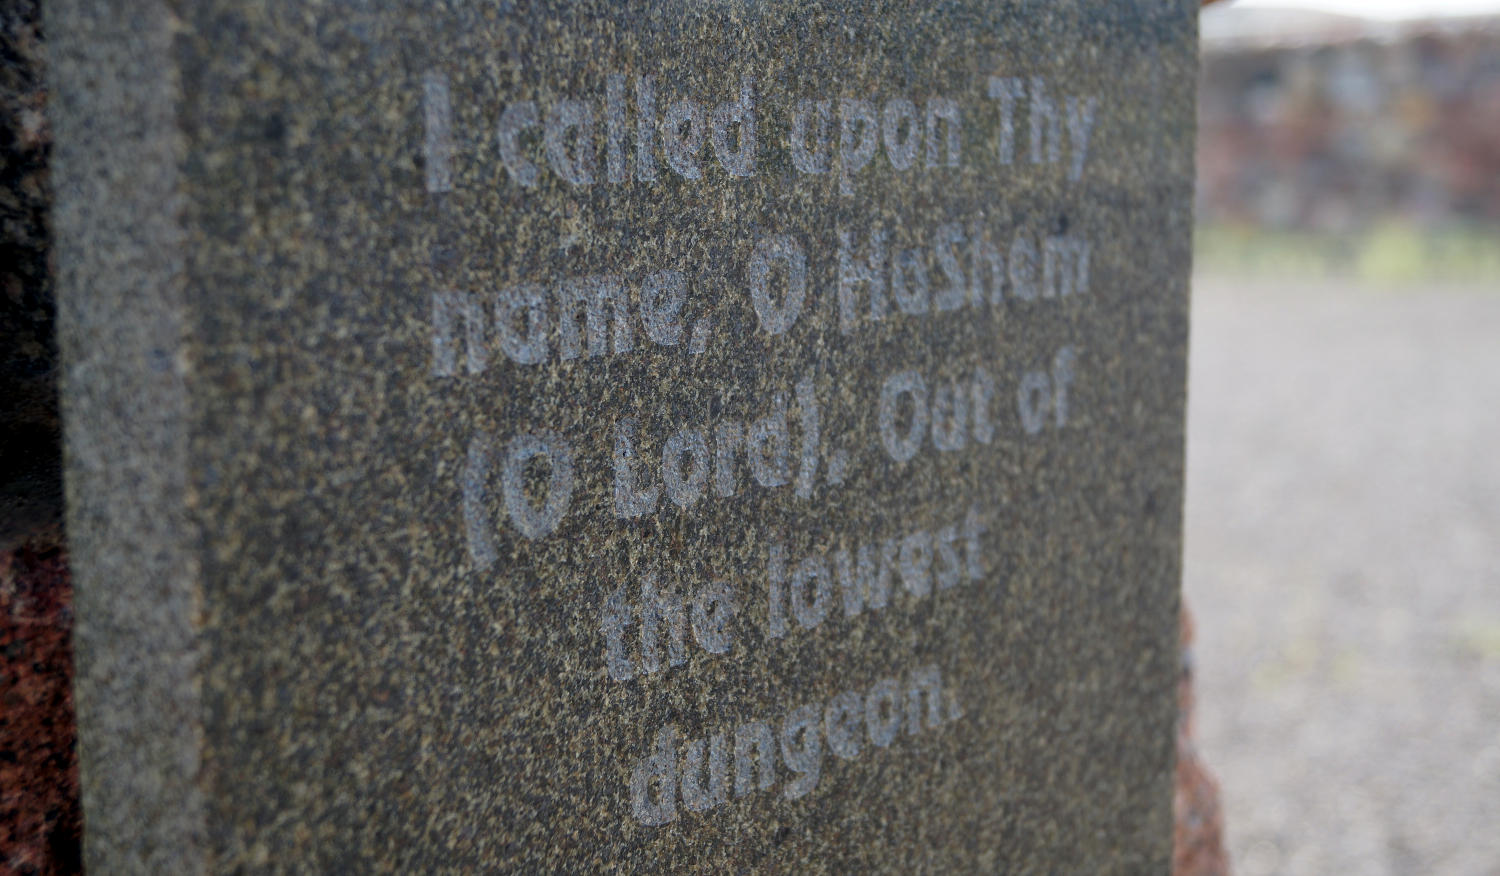 I called upon Thy
name, O HaShem
(O Lord), Out of
the lowest
dungeon.